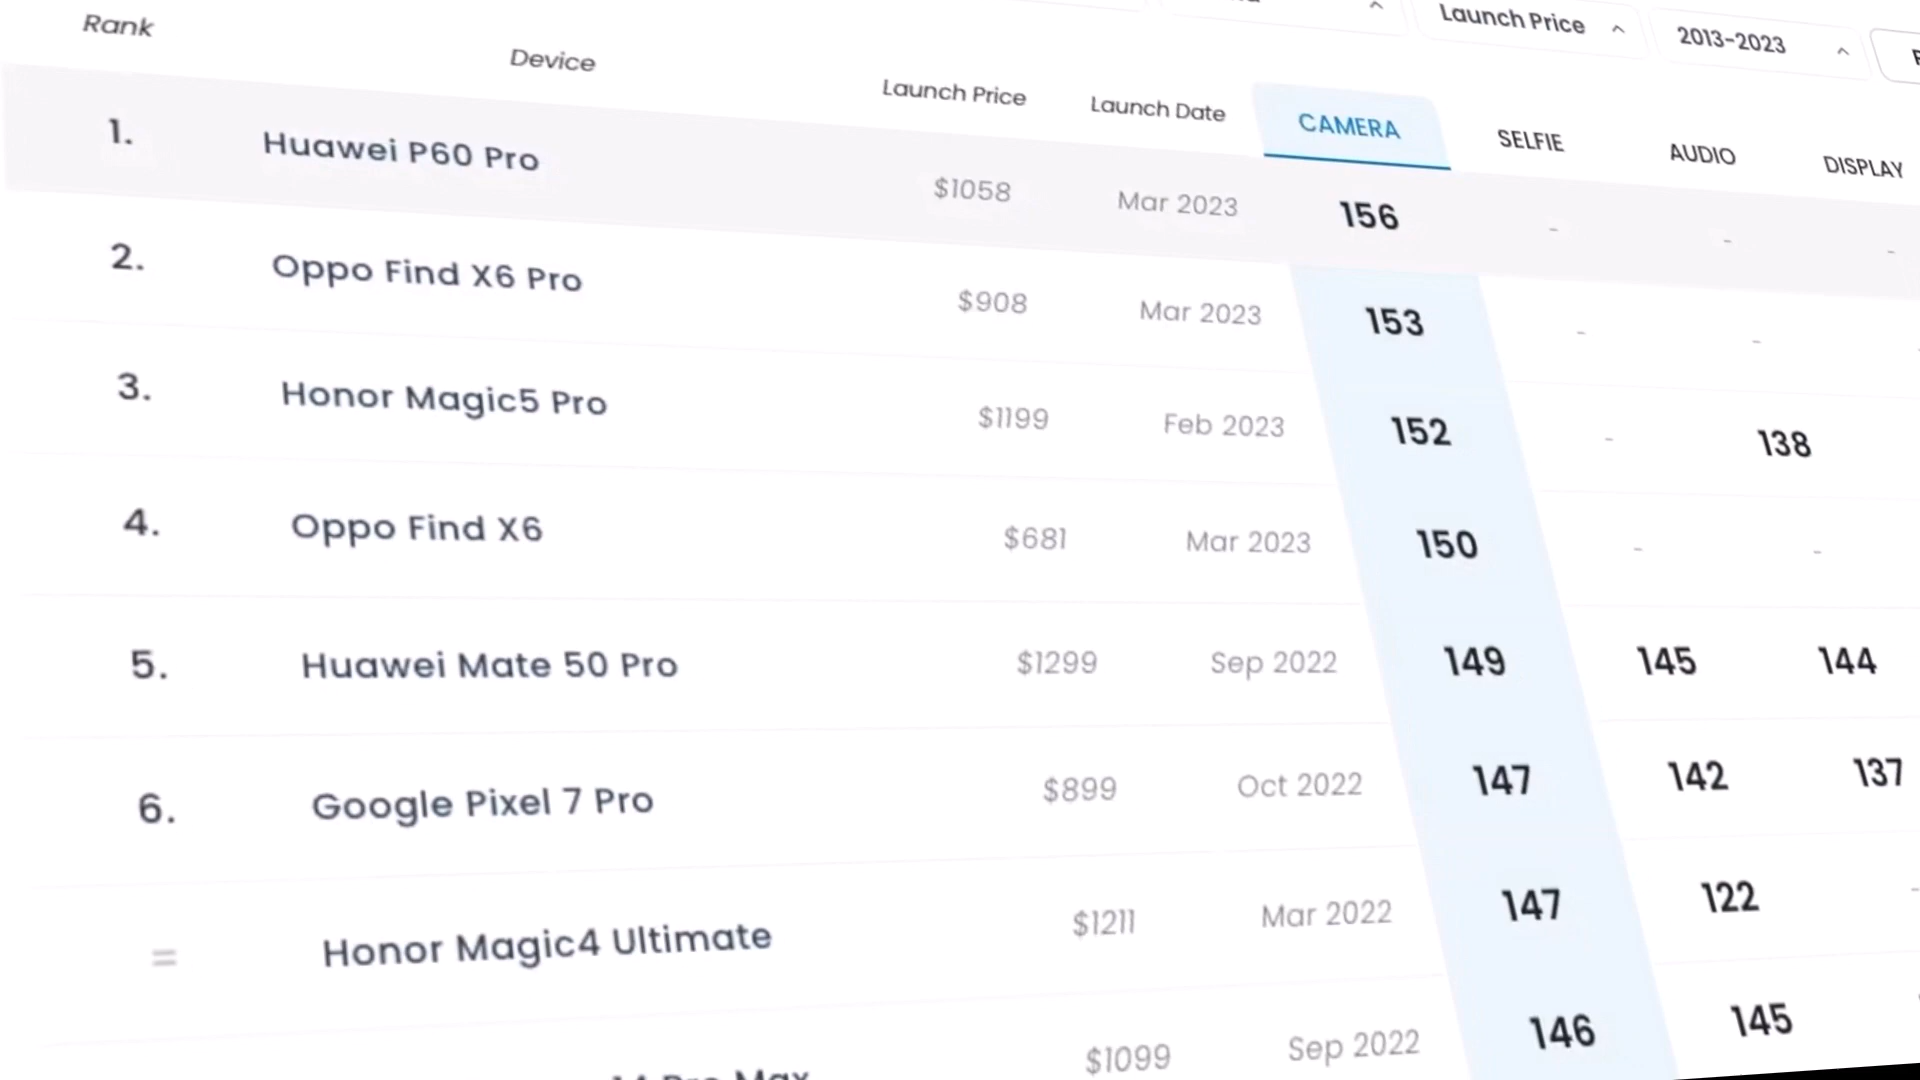 Launch Price
2013-2023
Rank Device Launch Price Launch Date CAMERA SELFIE AUDIO DISPLAY
1. Huawei P60 Pro $1058 Mar 2023 156 - - -
2. Oppo Find X6 Pro $908 Mar 2023 153 - -
3. Honor Magic5 Pro $1199 Feb 2023 152 - 138
4. Oppo Find X6 $681 Mar 2023 150 - -
5. Huawei Mate 50 Pro $1299 Sep 2022 149 145 144
6. Google Pixel 7 Pro $899 Oct 2022 147 142 137
= Honor Magic4 Ultimate $1211 Mar 2022 147 122 -
14 Pro Max $1099 Sep 2022 146 145